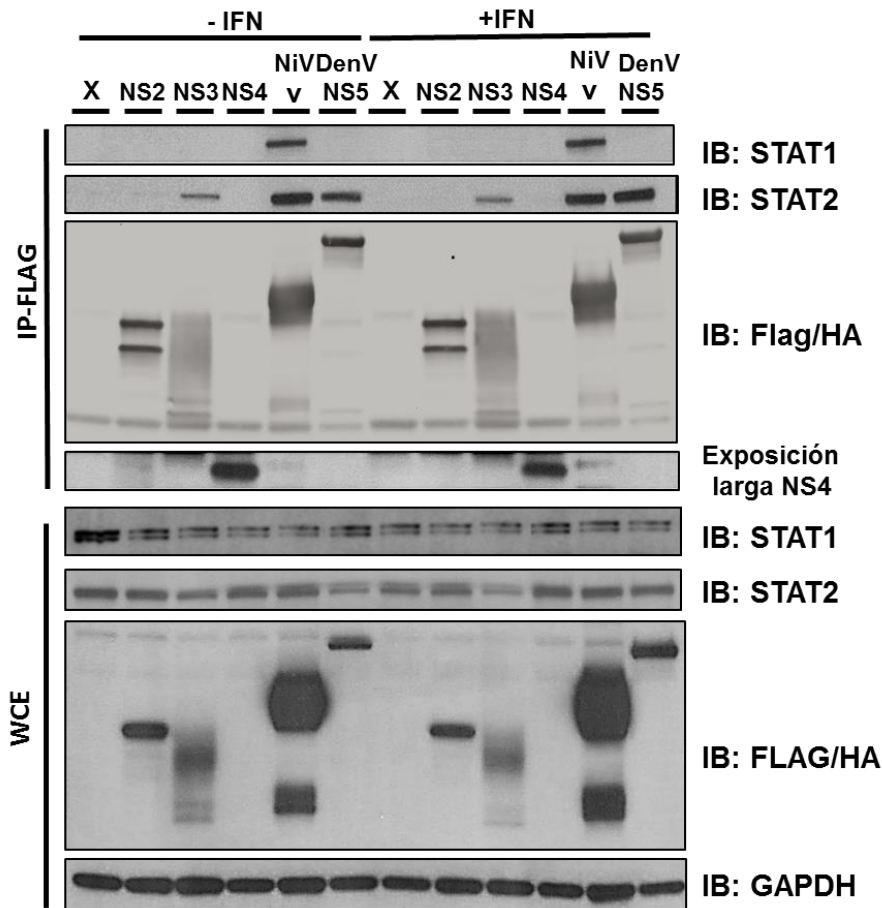 - IFN +IFN
NiV DenV NiV DenV
X NS2 NS3 NS4 v NS5 X NS2 NS3 NS4 v NS5
IP-FLAG
IB: STAT1
IB: STAT2
IB: Flag/HA
Exposición
larga NS4
WCE
IB: STAT1
IB: STAT2
IB: FLAG/HA
IB: GAPDH